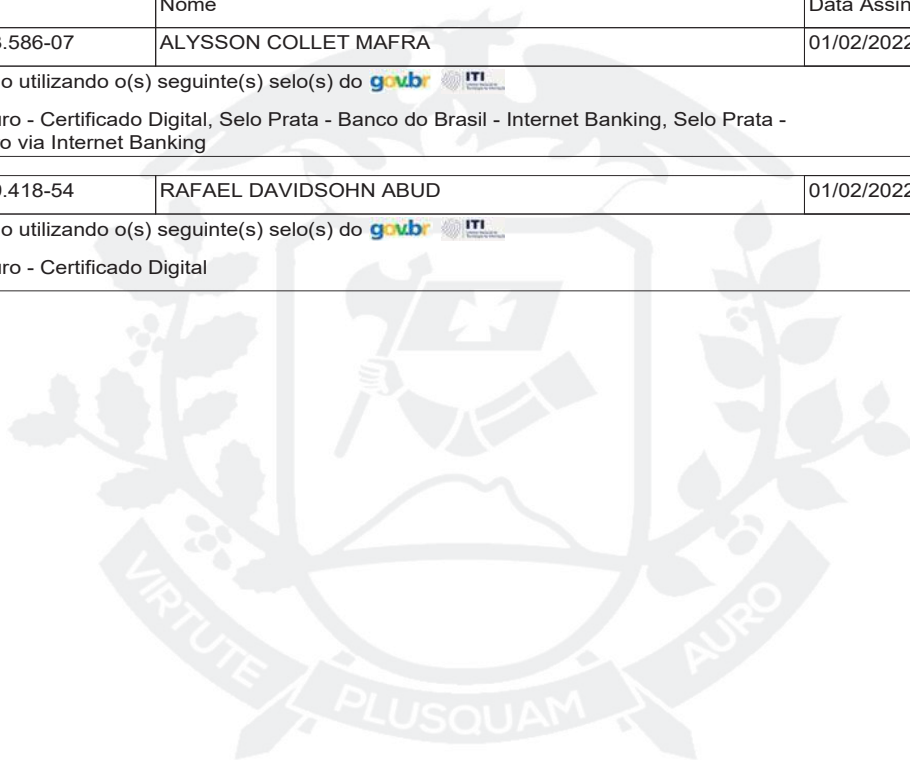 Nome Data Assin
.586-07 ALYSSON COLLET MAFRA 01/02/2022
o utilizando o(s) seguinte(s) selo(s) do gov.br ITI
ro - Certificado Digital, Selo Prata - Banco do Brasil - Internet Banking, Selo Prata -
o via Internet Banking
.418-54 RAFAEL DAVIDSOHN ABUD 01/02/2022
o utilizando o(s) seguinte(s) selo(s) do gov.br ITI
ro - Certificado Digital
VIRTUTE PLUSQUAM AURO